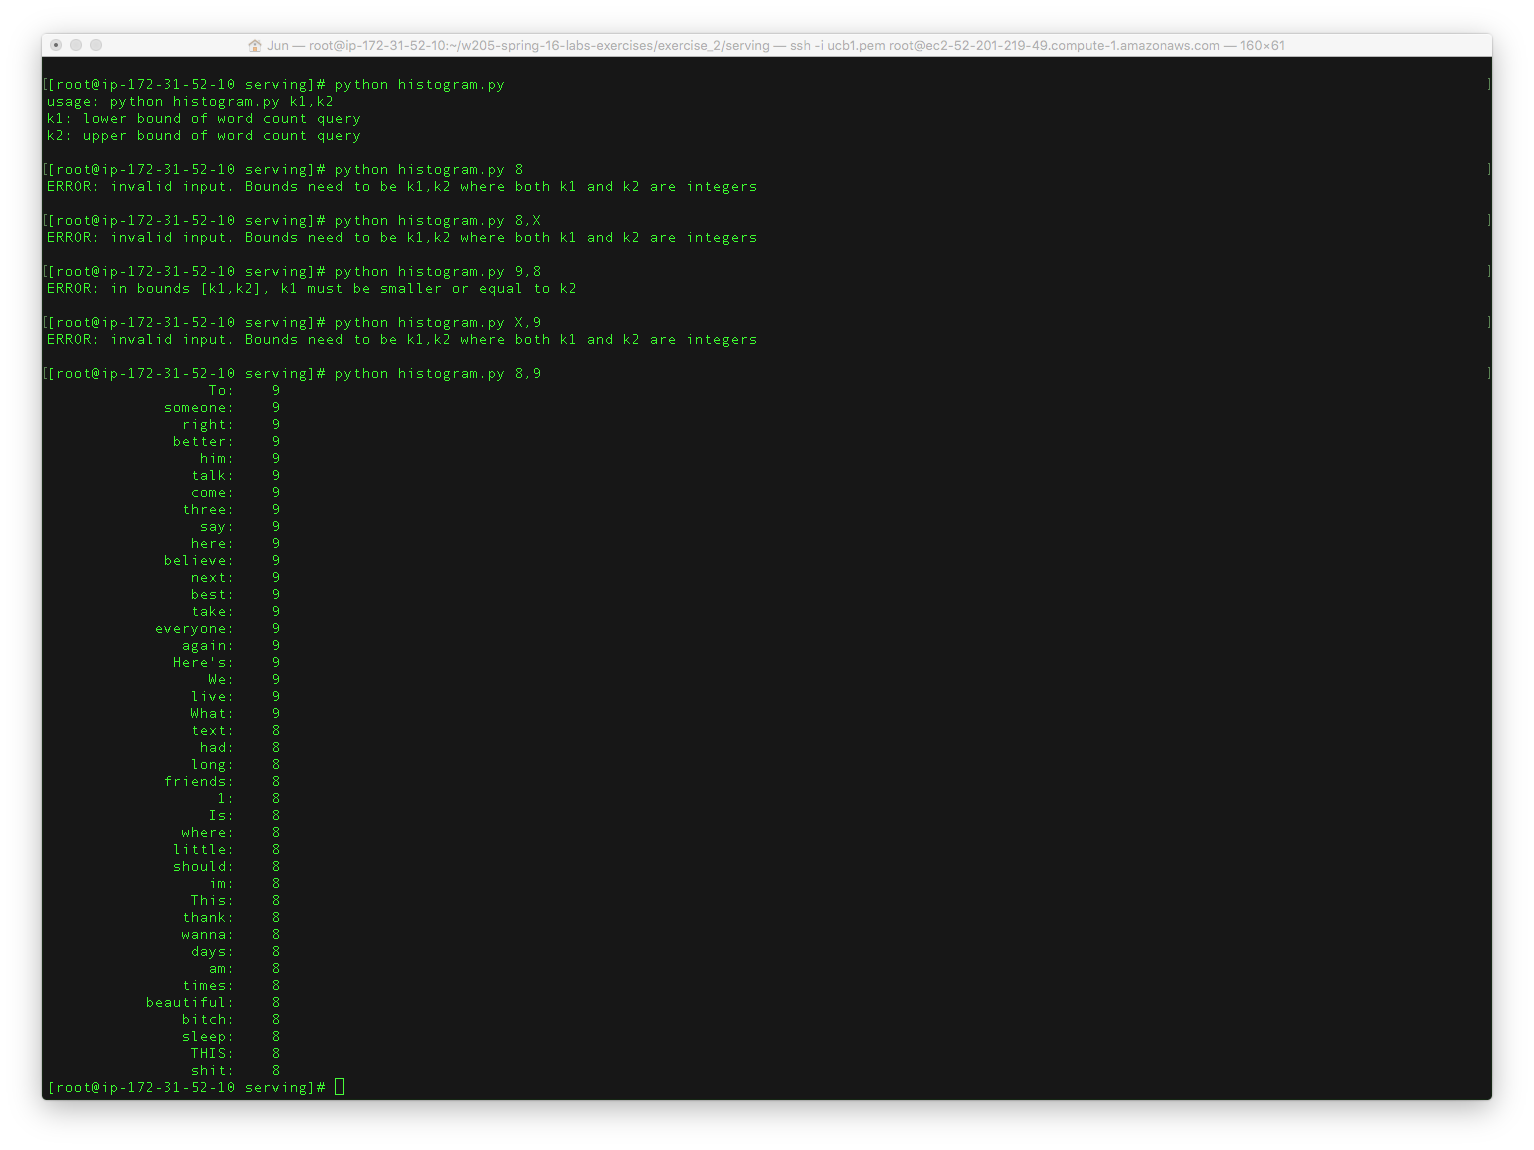 Jun — root@ip-172-31-52-10:~/w205-spring-16-labs-exercises/exercise_2/serving — ssh -i ucb1.pem root@ec2-52-201-219-49.compute-1.amazonaws.com — 160×61
[[root@ip-172-31-52-10 serving]# python histogram.py ]
usage: python histogram.py k1,k2
k1: lower bound of word count query
k2: upper bound of word count query
[[root@ip-172-31-52-10 serving]# python histogram.py 8 ]
ERROR: invalid input. Bounds need to be k1,k2 where both k1 and k2 are integers
[[root@ip-172-31-52-10 serving]# python histogram.py 8,X ]
ERROR: invalid input. Bounds need to be k1,k2 where both k1 and k2 are integers
[[root@ip-172-31-52-10 serving]# python histogram.py 9,8 ]
ERROR: in bounds [k1,k2], k1 must be smaller or equal to k2
[[root@ip-172-31-52-10 serving]# python histogram.py X,9 ]
ERROR: invalid input. Bounds need to be k1,k2 where both k1 and k2 are integers
[[root@ip-172-31-52-10 serving]# python histogram.py 8,9 ]
To: 9
someone: 9
right: 9
better: 9
him: 9
talk: 9
come: 9
three: 9
say: 9
here: 9
believe: 9
next: 9
best: 9
take: 9
everyone: 9
again: 9
Here's: 9
We: 9
live: 9
What: 9
text: 8
had: 8
long: 8
friends: 8
1: 8
Is: 8
where: 8
little: 8
should: 8
im: 8
This: 8
thank: 8
wanna: 8
days: 8
am: 8
times: 8
beautiful: 8
bitch: 8
sleep: 8
THIS: 8
shit: 8
[root@ip-172-31-52-10 serving]#